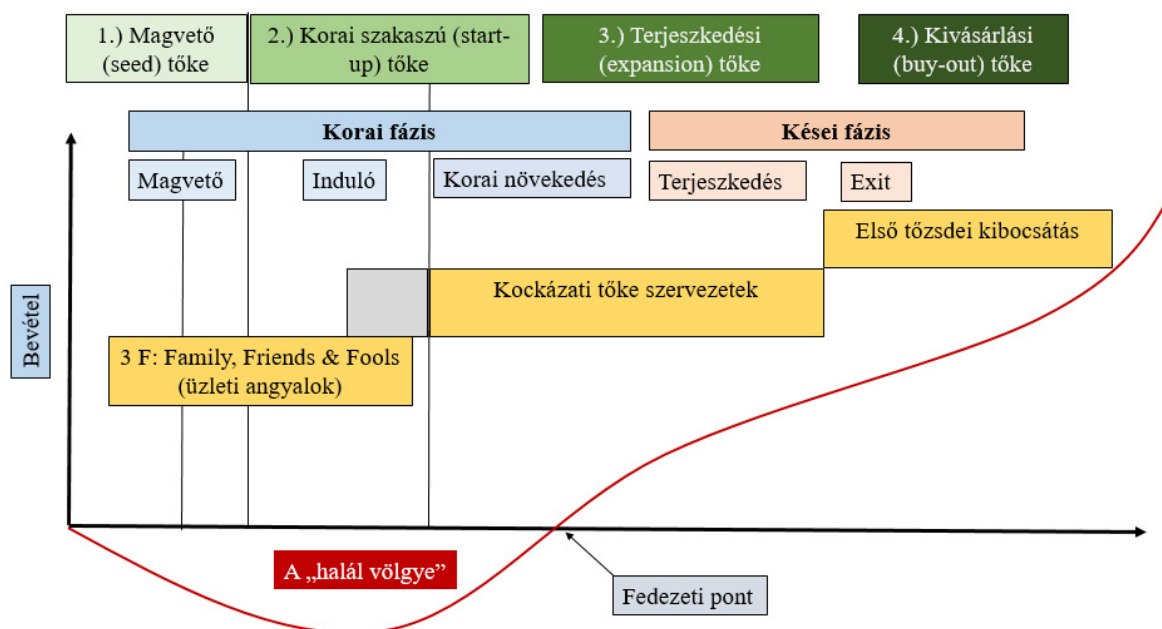 1.) Magvető
(seed) tőke
2.) Korai szakaszú (start-
up) tőke
3.) Terjeszkedési
(expansion) tőke
4.) Kivásárlási
(buy-out) tőke
Korai fázis
Kései fázis
Magvető
Induló
Korai növekedés
Terjeszkedés
Exit
Első tőzsdei kibocsátás
Kockázati tőke szervezetek
Bevétel
3 F: Family, Friends & Fools
(üzleti angyalok)
A „halál völgye”
Fedezeti pont